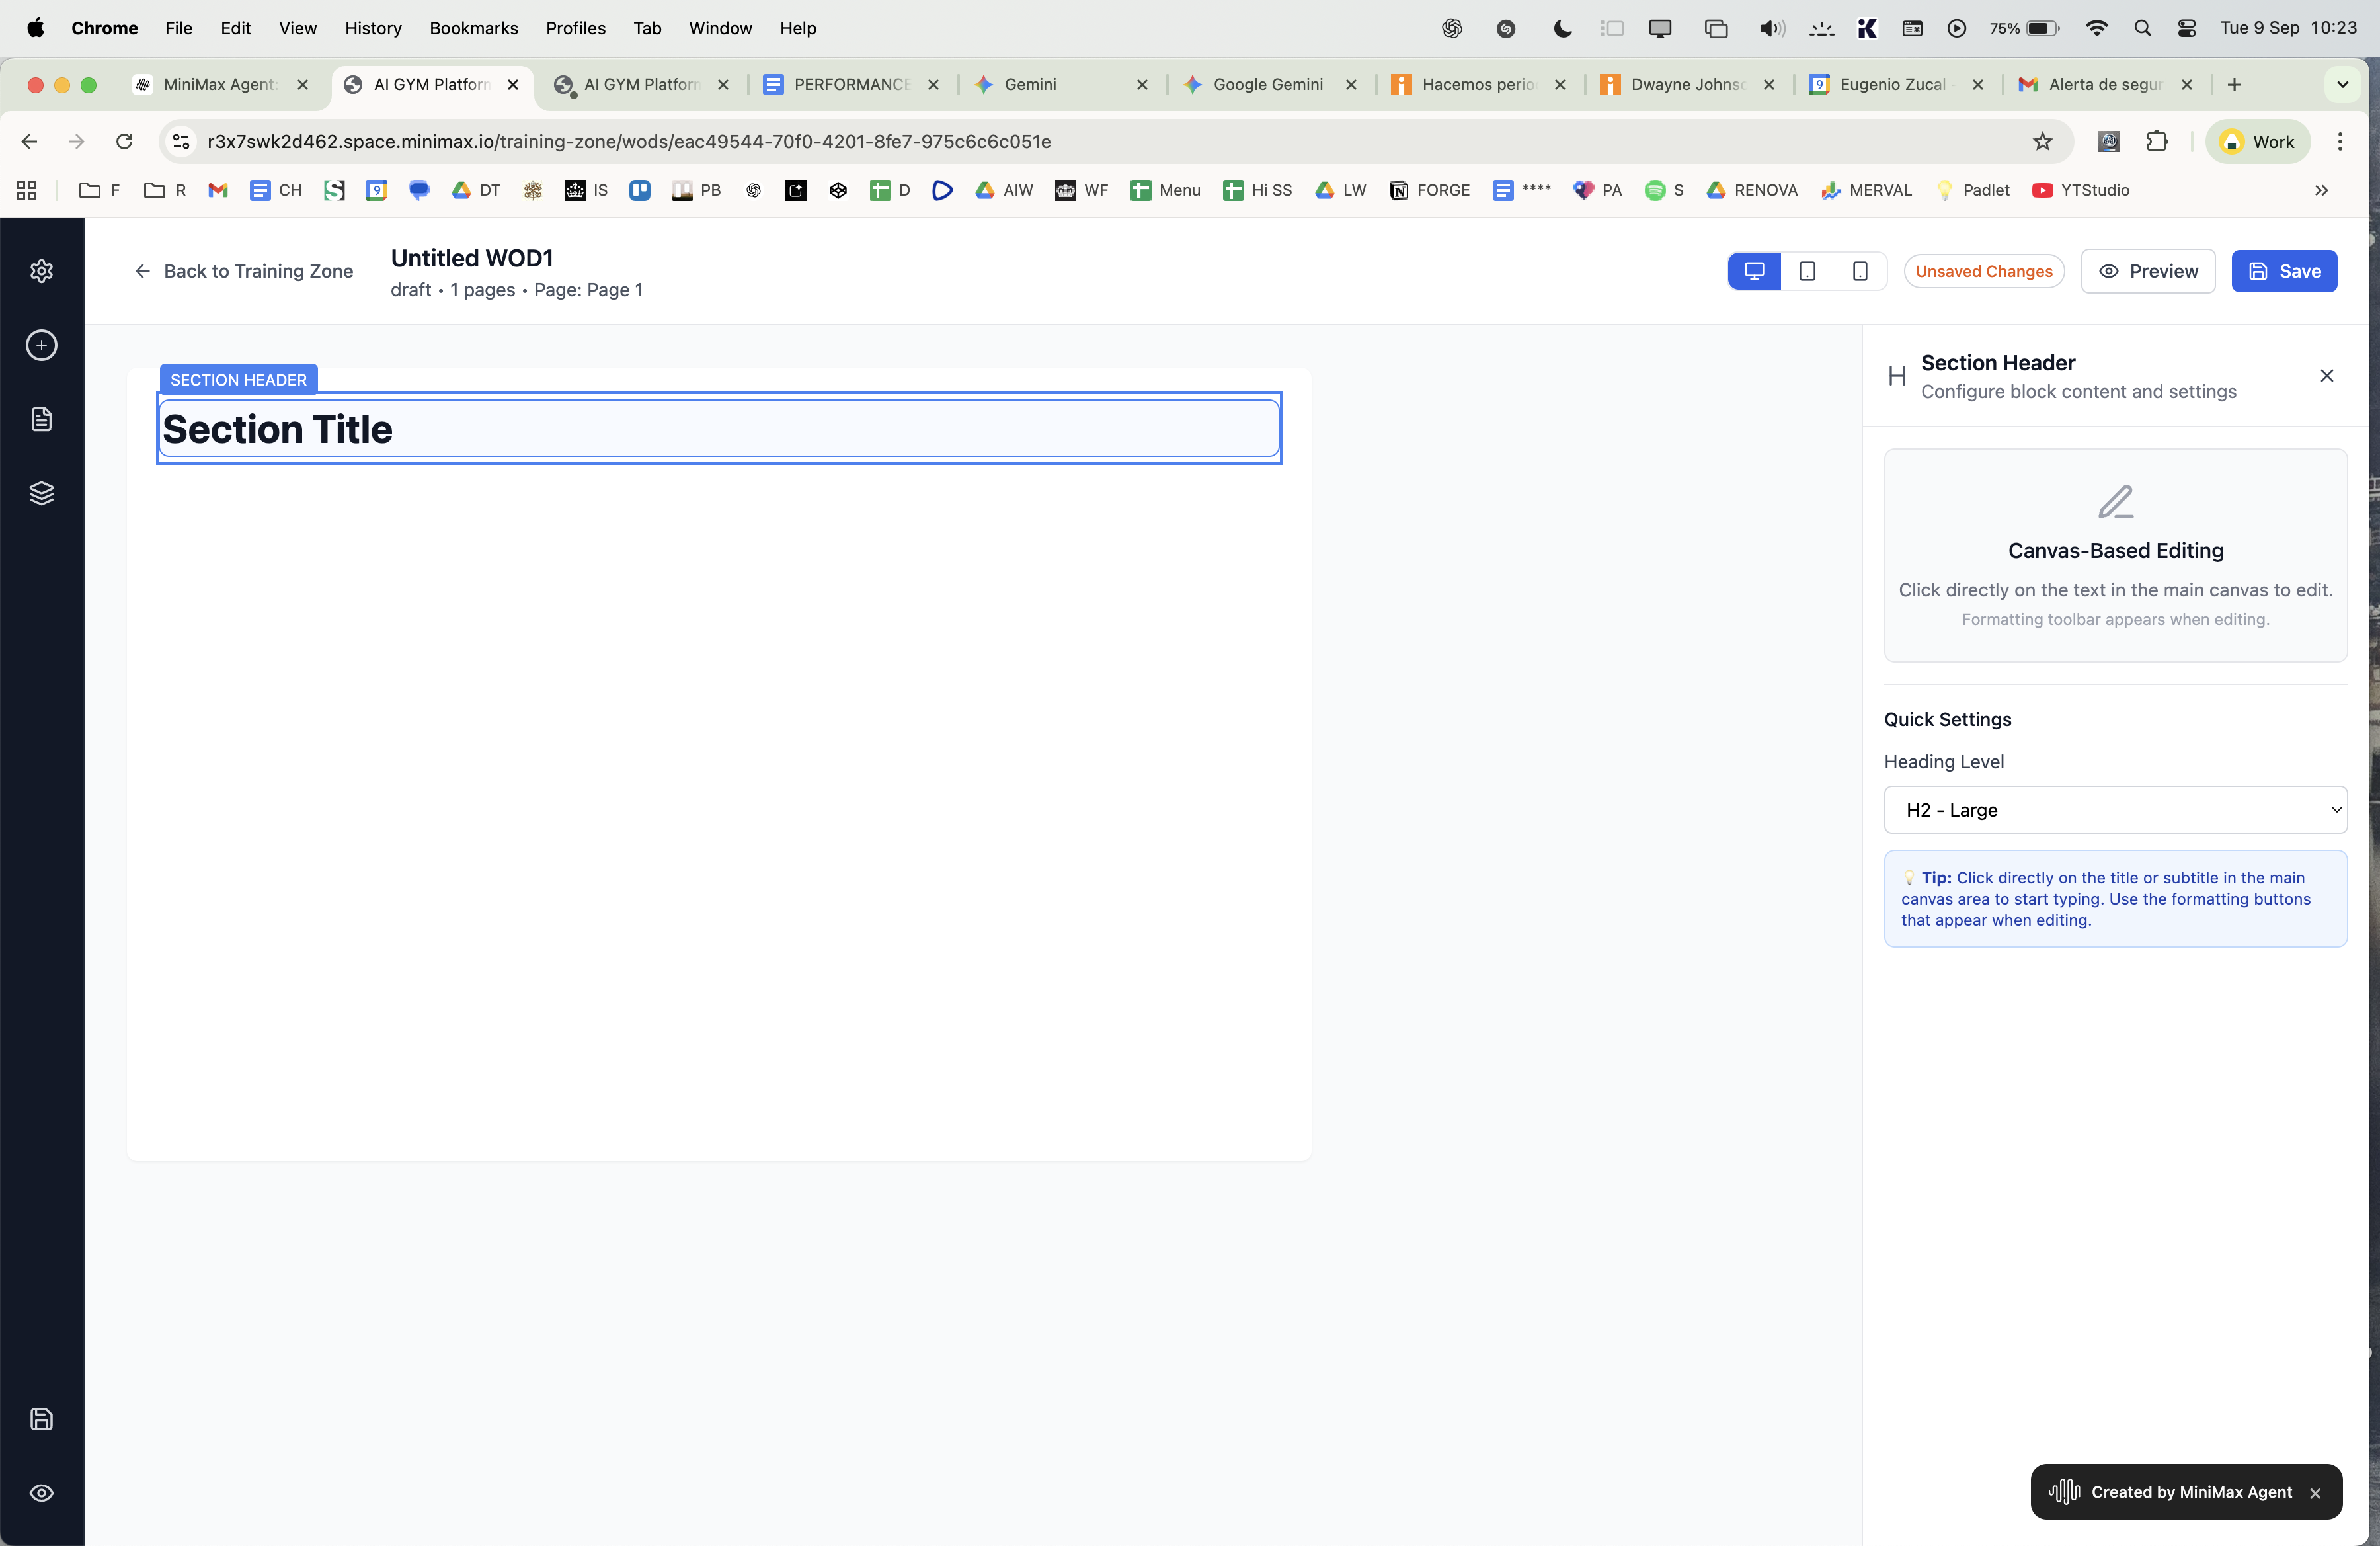 Chrome File Edit View History Bookmarks Profiles Tab Window Help 75% Tue 9 Sep 10:23
MiniMax Agent: AI GYM Platform AI GYM Platform PERFORMANCE Gemini Google Gemini Hacemos perio Dwayne Johnso Eugenio Zucal - Alerta de segur
r3x7swk2d462.space.minimax.io/training-zone/wods/eac49544-70f0-4201-8fe7-975c6c6c051e Work
F R CH 9 DT IS PB D AIW WF Menu Hi SS LW FORGE **** PA S RENOVA MERVAL Padlet YTStudio
Back to Training Zone
Untitled WOD1
draft • 1 pages • Page: Page 1
Unsaved Changes Preview Save
SECTION HEADER
Section Title
H Section Header
Configure block content and settings
Canvas-Based Editing
Click directly on the text in the main canvas to edit.
Formatting toolbar appears when editing.
Quick Settings
Heading Level
H2 - Large
💡 Tip: Click directly on the title or subtitle in the main
canvas area to start typing. Use the formatting buttons
that appear when editing.
Created by MiniMax Agent